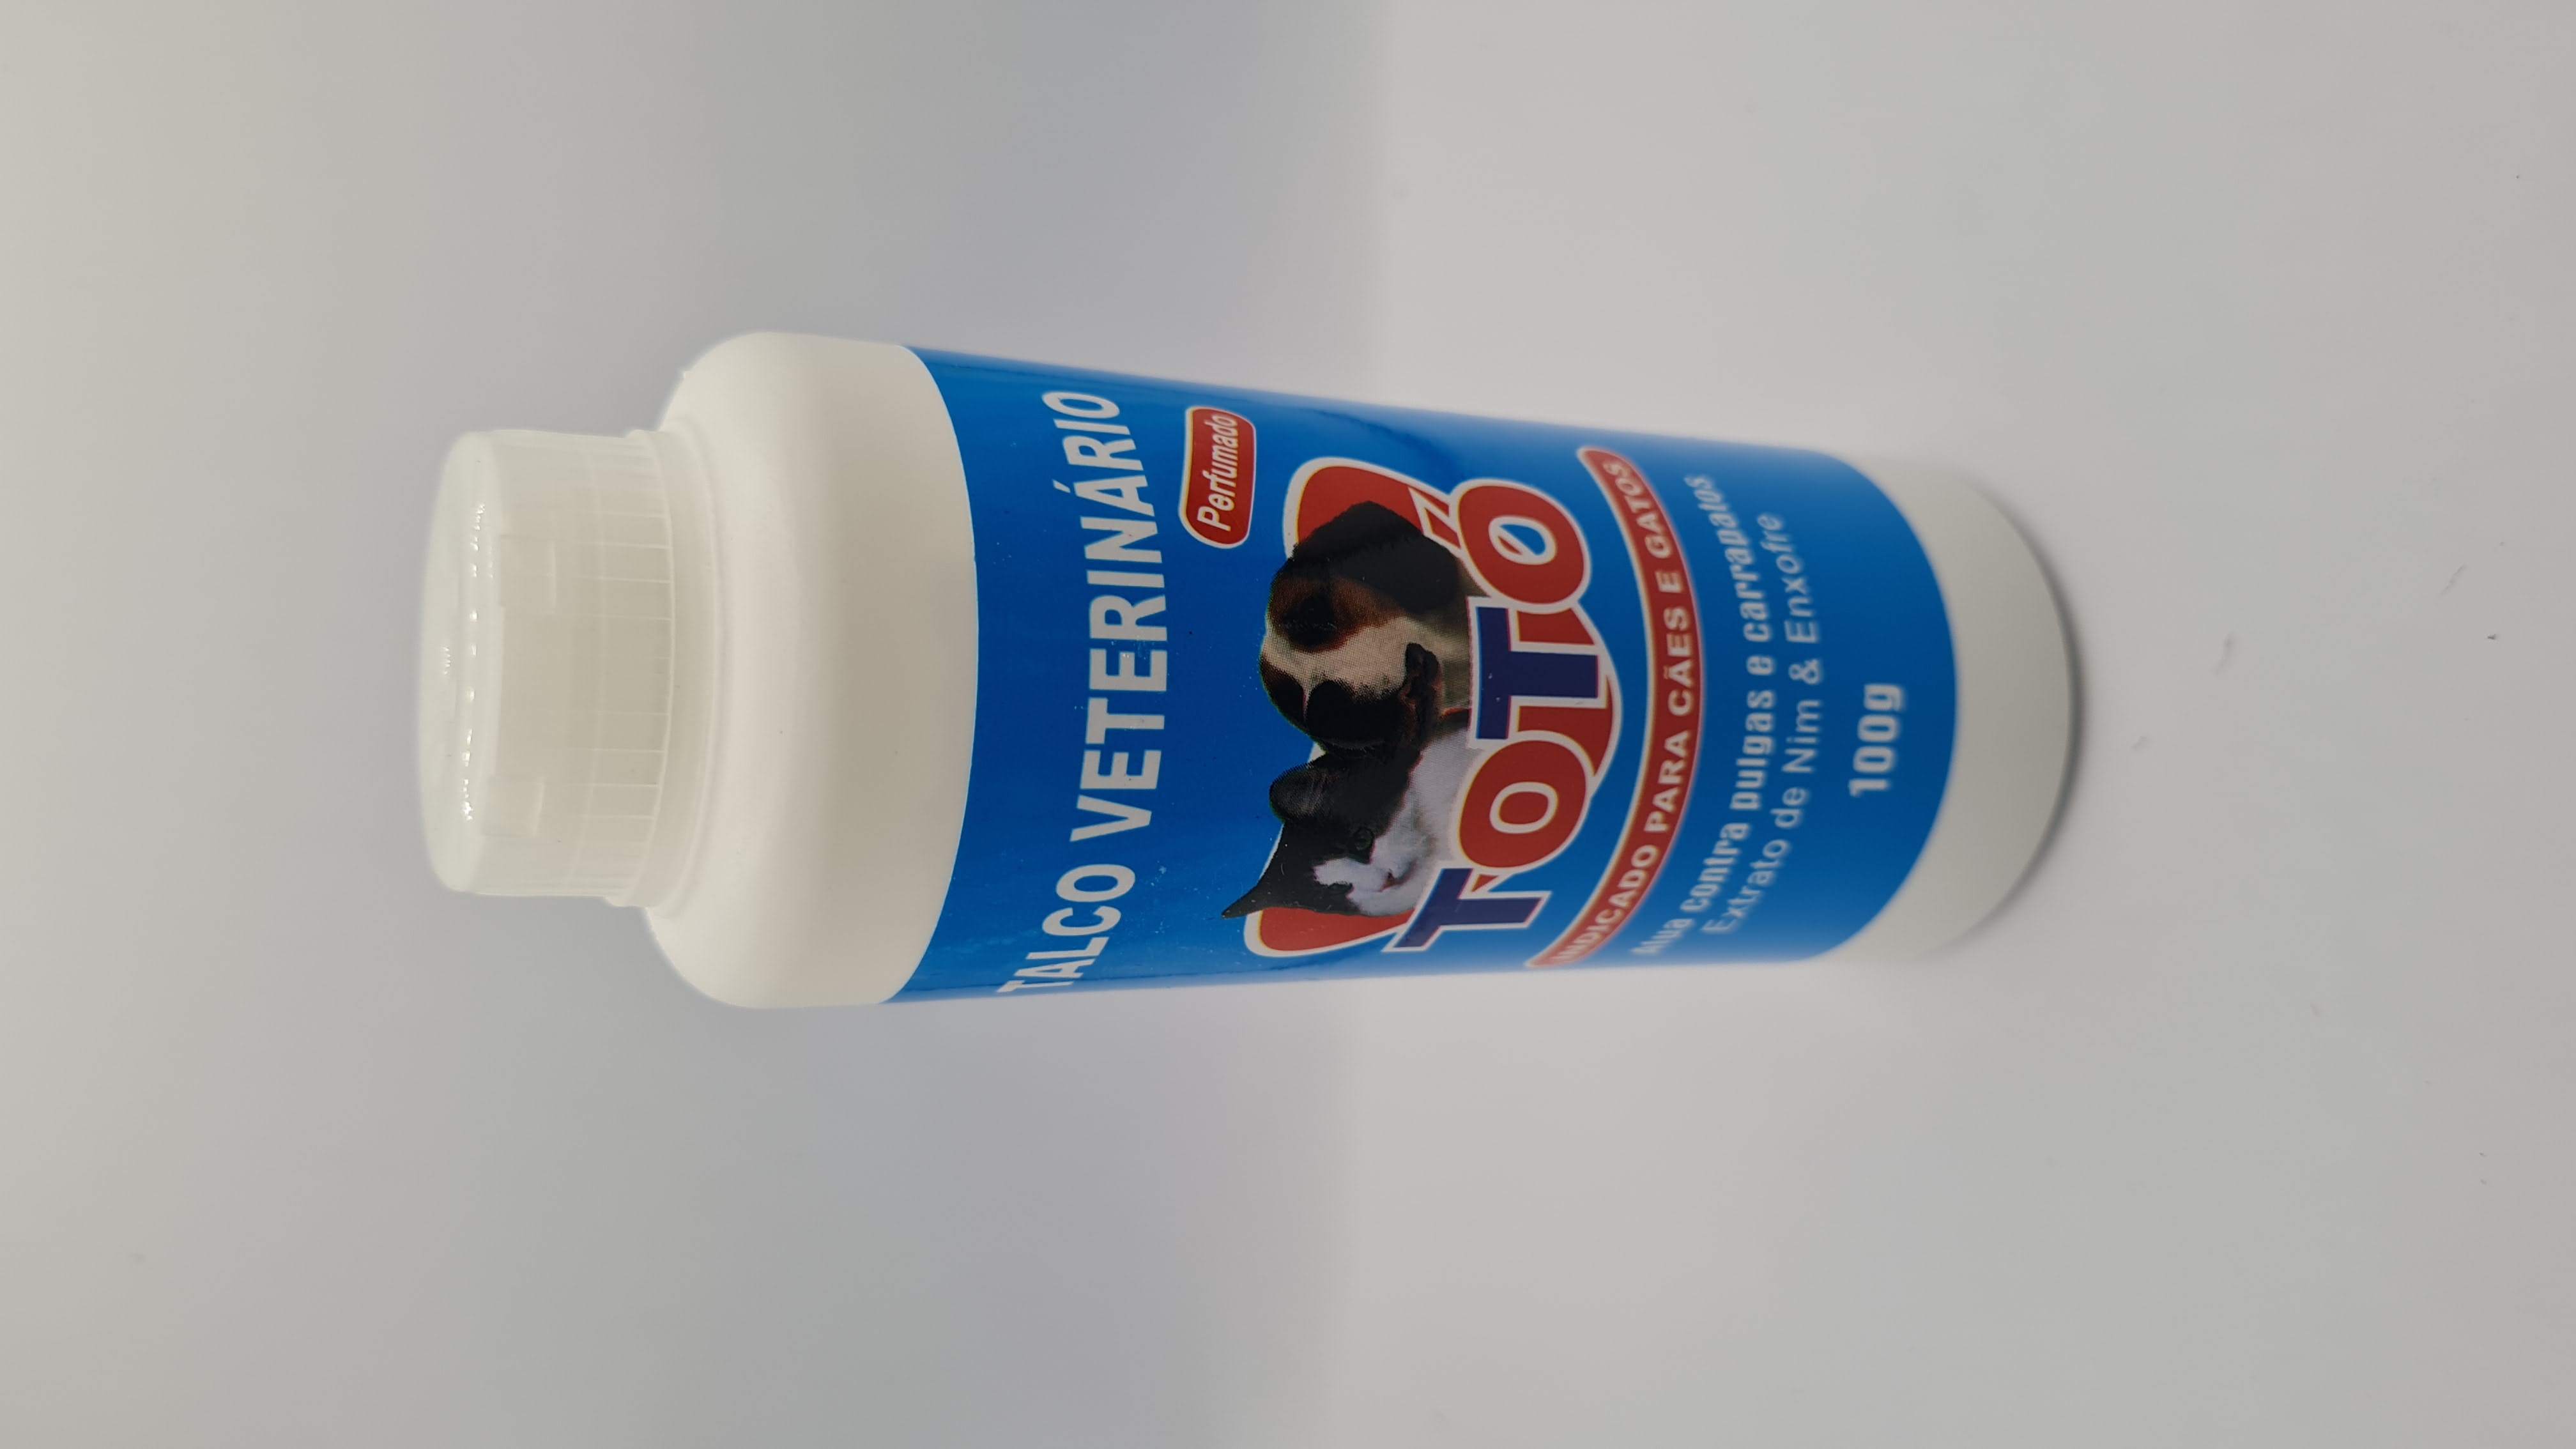 TALCO VETERINÁRIO
Perfumado
TOTÓ
INDICADO PARA CÃES E GATOS
Atua contra pulgas e carrapatos
Extrato de Nim & Enxofre
100g